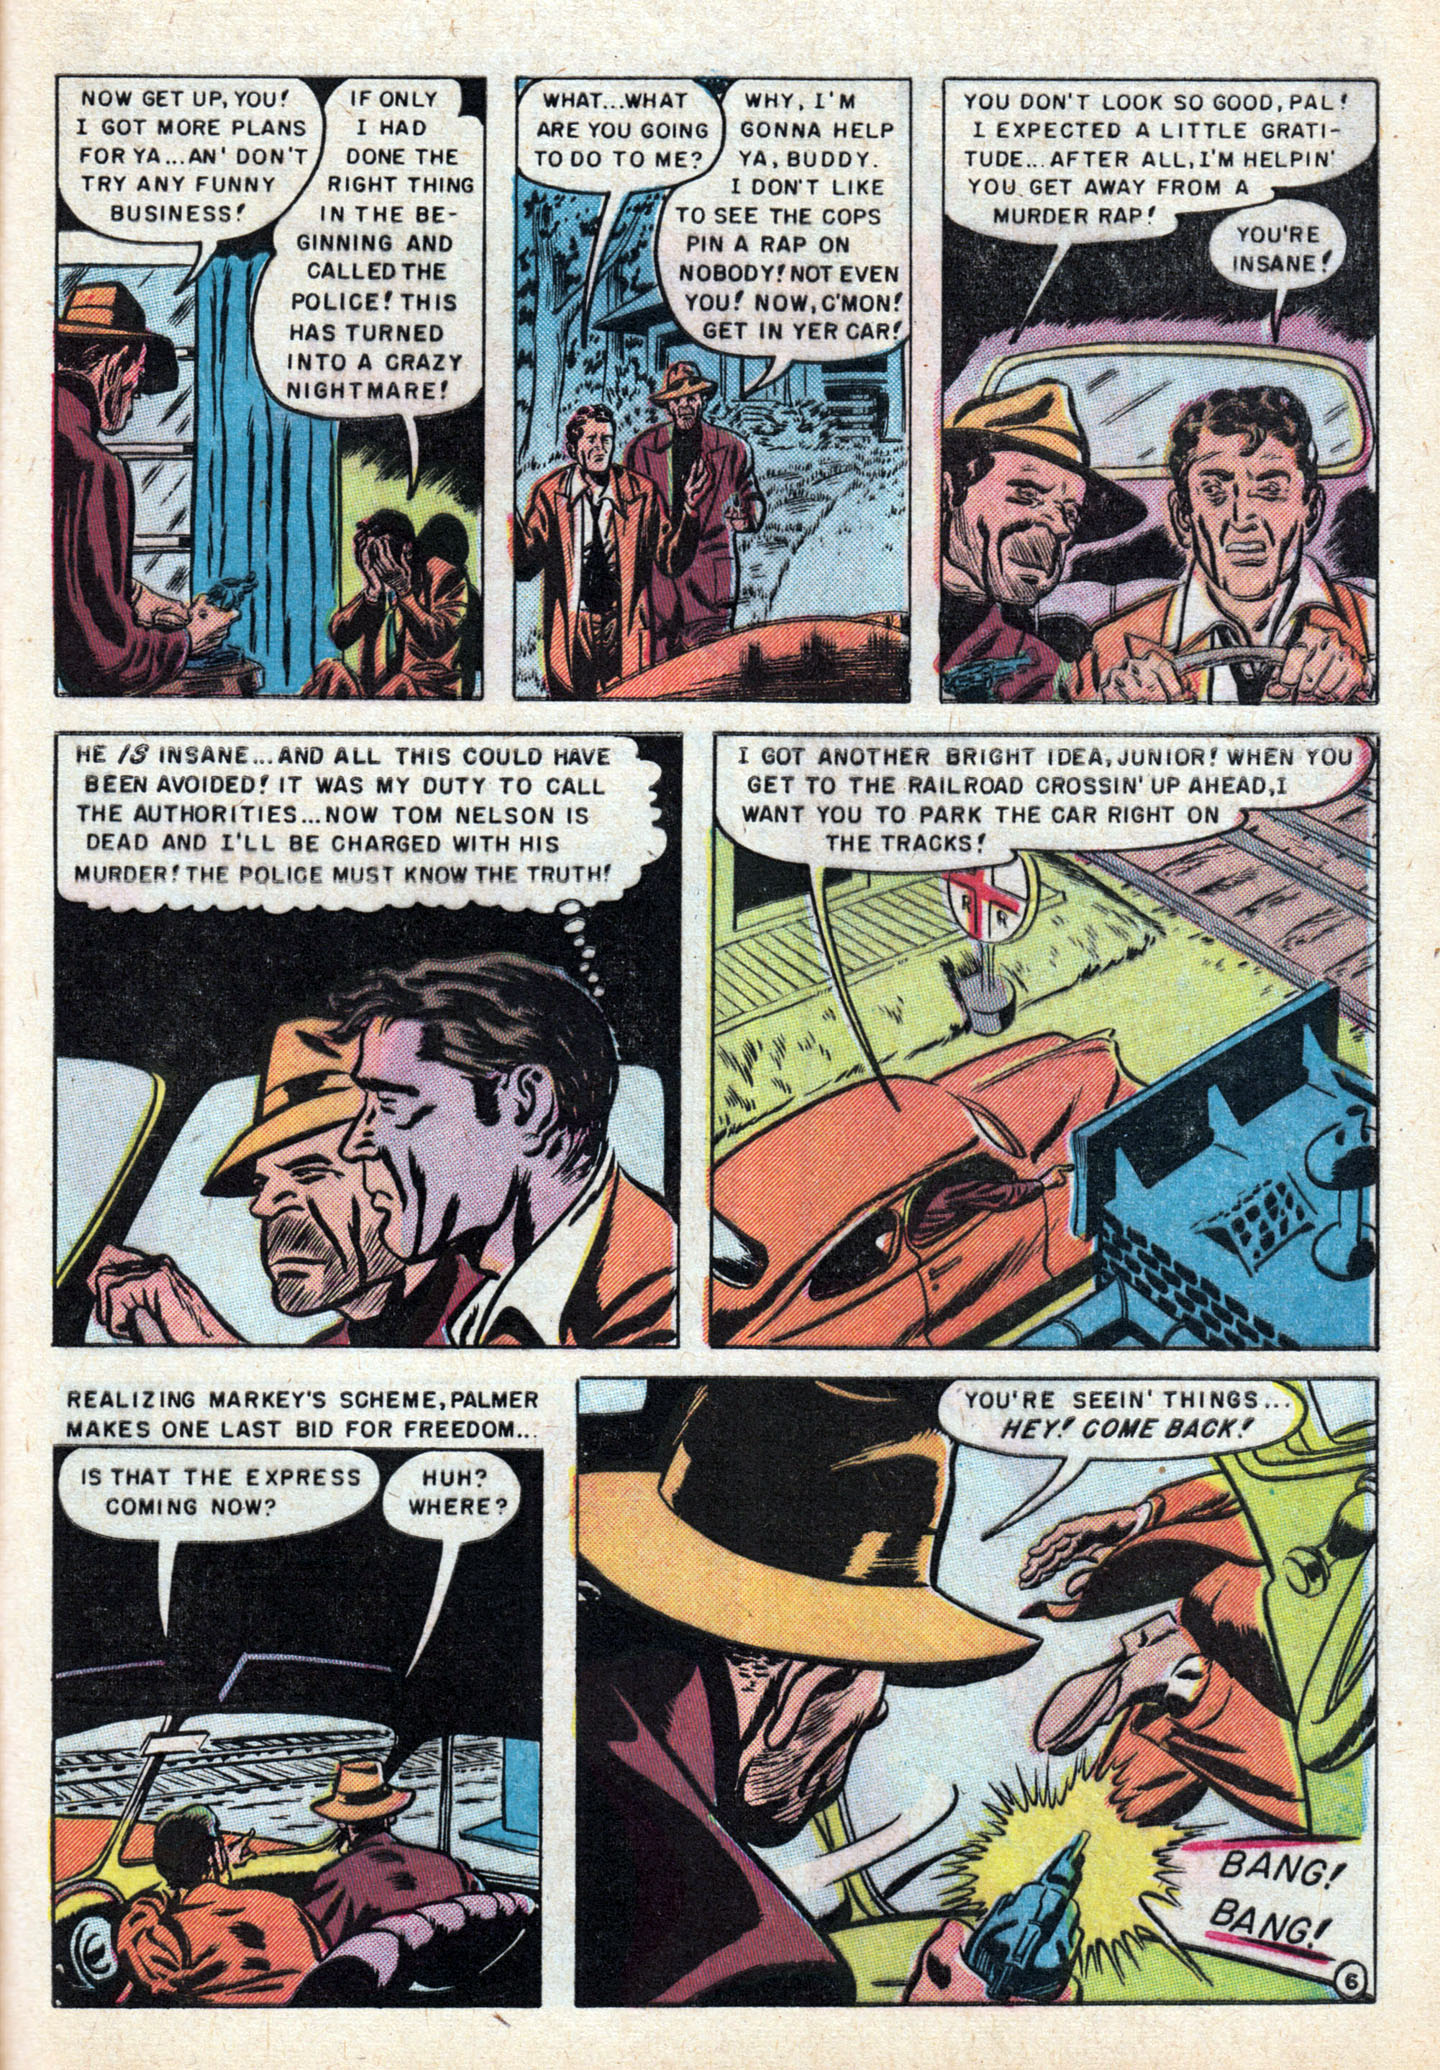 NOW GET UP, YOU!
I GOT MORE PLANS
FOR YA...AN' DON'T
TRY ANY FUNNY
BUSINESS!
IF ONLY
I HAD
DONE THE
RIGHT THING
IN THE BE-
GINNING AND
CALLED THE
POLICE! THIS
HAS TURNED
INTO A CRAZY
NIGHTMARE!
WHAT...WHAT
ARE YOU GOING
TO DO TO ME?
WHY, I'M
GONNA HELP
YA, BUDDY.
I DON'T LIKE
TO SEE THE COPS
PIN A RAP ON
NOBODY! NOT EVEN
YOU! NOW, C'MON!
GET IN YER CAR!
YOU DON'T LOOK SO GOOD, PAL!
I EXPECTED A LITTLE GRATI-
TUDE...AFTER ALL, I'M HELPIN'
YOU GET AWAY FROM A
MURDER RAP!
YOU'RE
INSANE!
HE IS INSANE...AND ALL THIS COULD HAVE
BEEN AVOIDED! IT WAS MY DUTY TO CALL
THE AUTHORITIES...NOW TOM NELSON IS
DEAD AND I'LL BE CHARGED WITH HIS
MURDER! THE POLICE MUST KNOW THE TRUTH!
I GOT ANOTHER BRIGHT IDEA, JUNIOR! WHEN YOU
GET TO THE RAILROAD CROSSIN' UP AHEAD, I
WANT YOU TO PARK THE CAR RIGHT ON
THE TRACKS!
R R
REALIZING MARKEY'S SCHEME, PALMER
MAKES ONE LAST BID FOR FREEDOM...
IS THAT THE EXPRESS
COMING NOW?
HUH?
WHERE?
YOU'RE SEEIN' THINGS...
HEY! COME BACK!
BANG!
BANG!
6